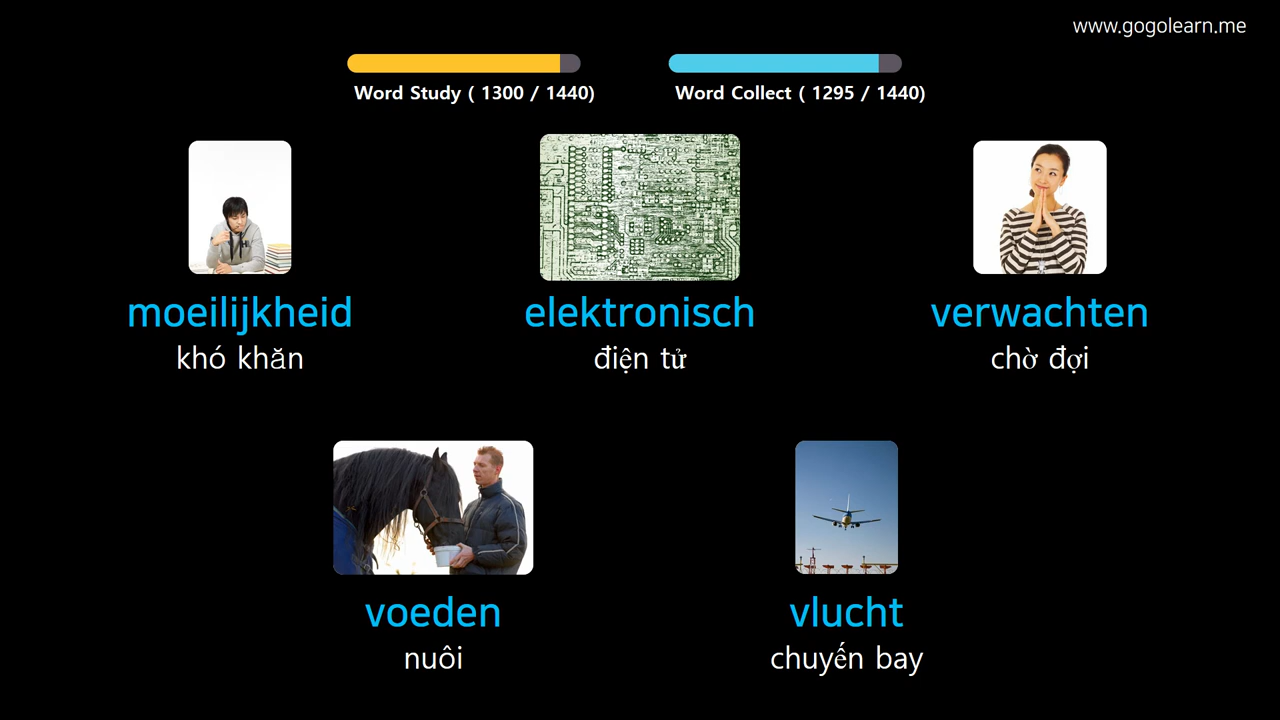 www.gogolearn.me
Word Study ( 1300 / 1440)
Word Collect ( 1295 / 1440)
moeilijkheid
khó khăn
elektronisch
điện tử
verwachten
chờ đợi
voeden
nuôi
vlucht
chuyến bay